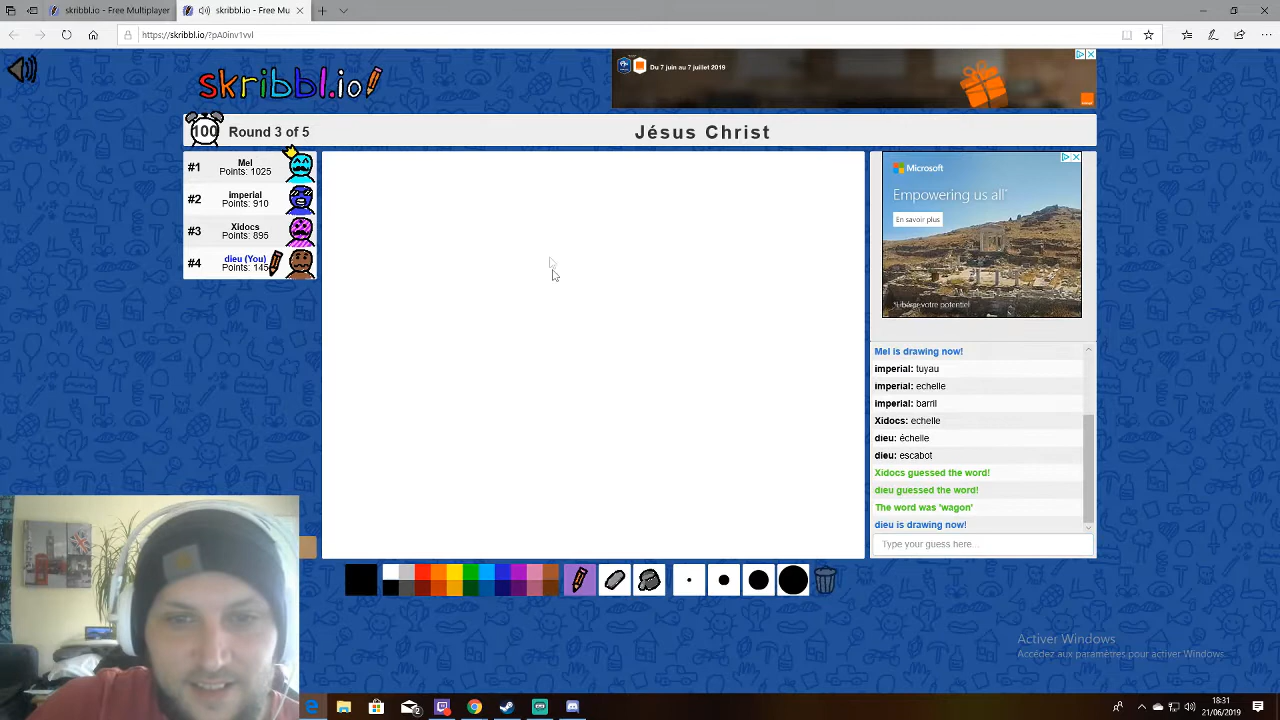 skribbl.io - Free Multiplayer
skribbl.io - Free Mu
https://skribbl.io/?pA0inv1vvl
skribbl.io
Du 7 juin au 7 juillet 2019
100
Round 3 of 5
Jésus Christ
#1
Mel
Points: 1025
#2
imperial
Points: 910
#3
Xidocs
Points: 895
#4
dieu (You)
Points: 145
Microsoft
Empowering us all"
En savoir plus
*Libérer votre potentiel
Mel is drawing now!
imperial: tuyau
imperial: echelle
imperial: barril
Xidocs: echelle
dieu: échelle
dieu: escabot
Xidocs guessed the word!
dieu guessed the word!
The word was 'wagon'
dieu is drawing now!
Type your guess here...
Activer Windows
Accédez aux paramètres pour activer Windows.
18:31
21/06/2019